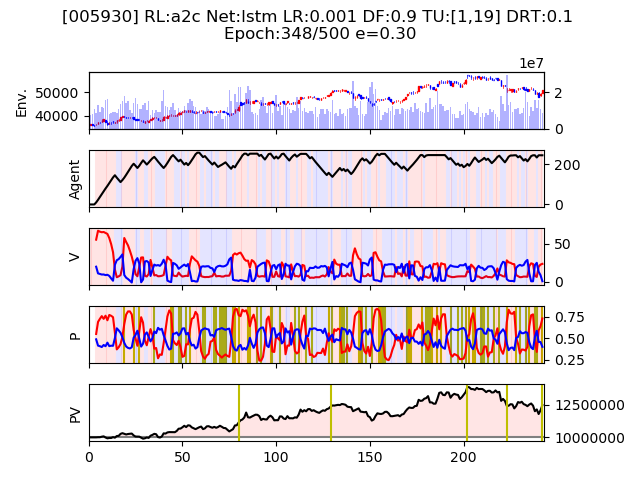 [005930] RL:a2c Net:lstm LR:0.001 DF:0.9 TU:[1,19] DRT:0.1
Epoch:348/500 e=0.30
1e7
Env.
50000
40000
2
0
Agent
200
0
V
50
0
P
0.75
0.50
0.25
PV
12500000
10000000
0
50
100
150
200